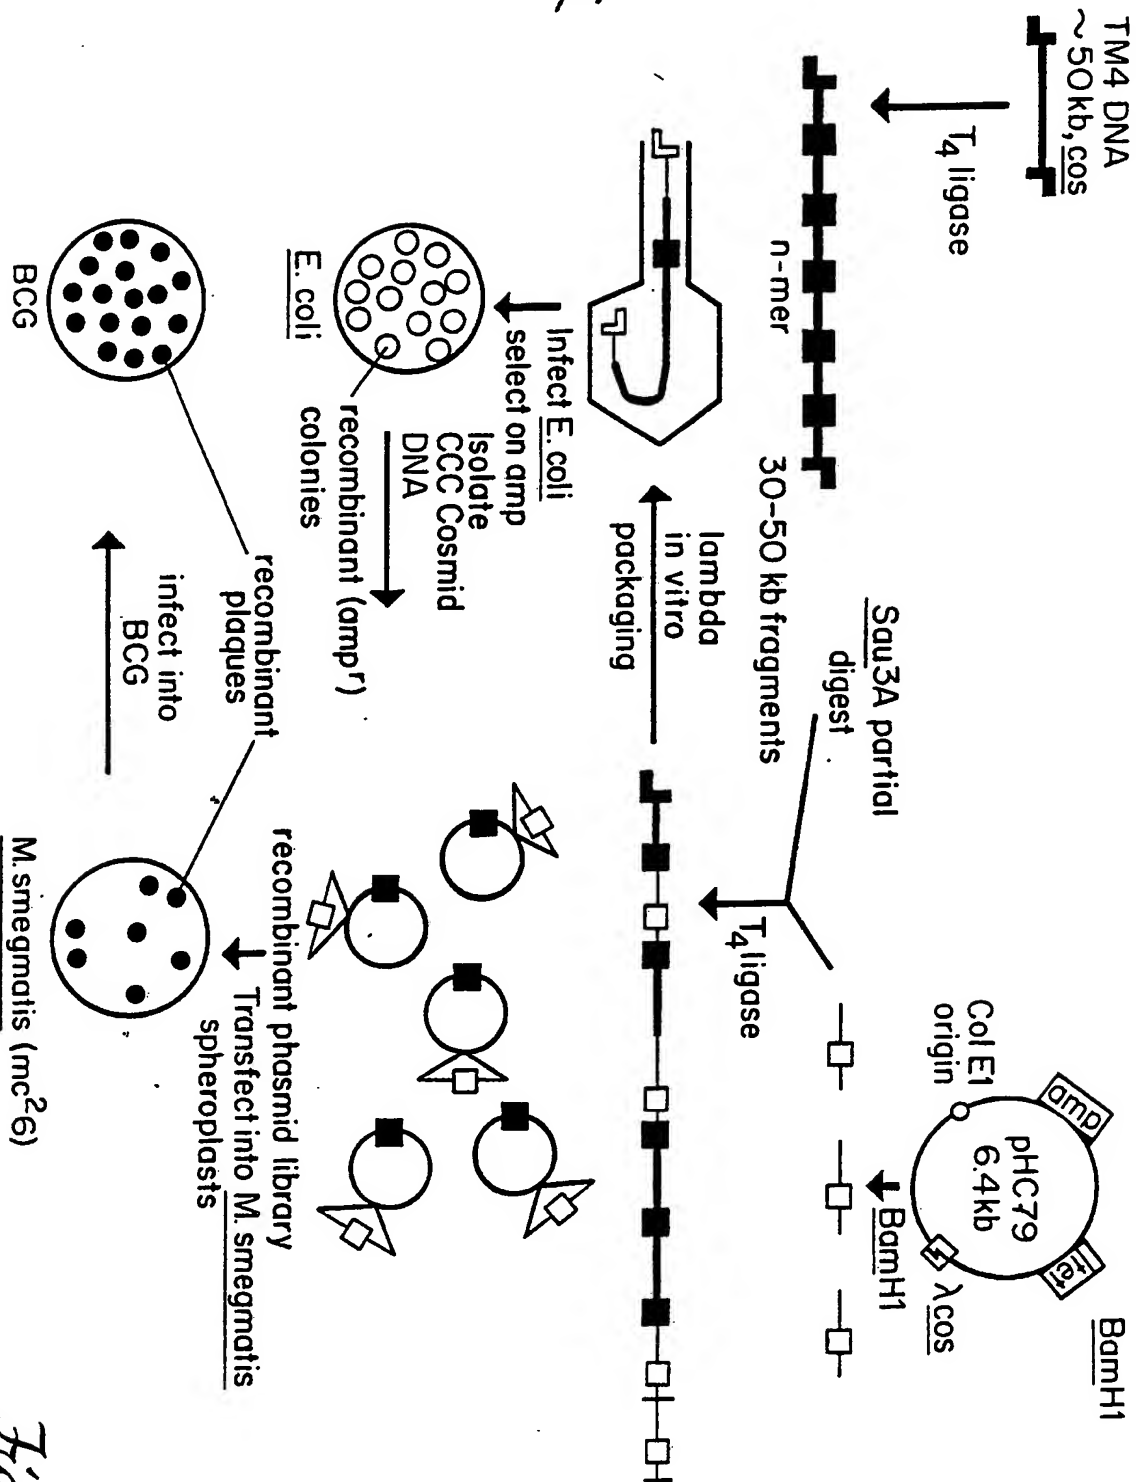 TM4 DNA
~50kb, cos
T4 ligase
n-mer
30-50 kb fragments
Sau3A partial
digest
BamH1
amp
tet
pHC79
6.4kb
Col E1
origin
λcos
BamH1
T4 ligase
lambda
in vitro
packaging
Infect E. coli
select on amp
E. coli
Isolate
CCC Cosmid
DNA
recombinant (ampr)
colonies
recombinant phasmid library
Transfect into M. smegmatis
spheroplasts
recombinant
plaques
infect into
BCG
BCG
M. smegmatis (mc26)